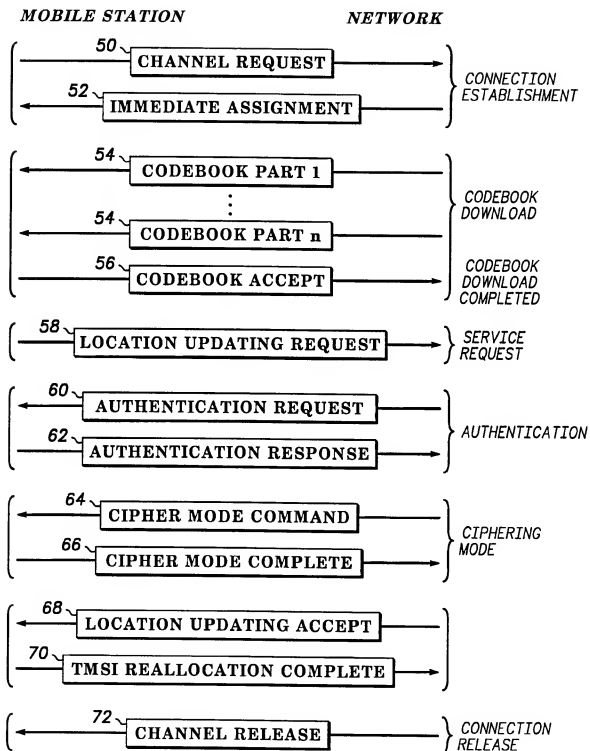 MOBILE STATION NETWORK
50 CHANNEL REQUEST
52 IMMEDIATE ASSIGNMENT
CONNECTION
ESTABLISHMENT
54 CODEBOOK PART 1
54 CODEBOOK PART n
CODEBOOK
DOWNLOAD
56 CODEBOOK ACCEPT
CODEBOOK
DOWNLOAD
COMPLETED
58 LOCATION UPDATING REQUEST
SERVICE
REQUEST
60 AUTHENTICATION REQUEST
62 AUTHENTICATION RESPONSE
AUTHENTICATION
64 CIPHER MODE COMMAND
66 CIPHER MODE COMPLETE
CIPHERING
MODE
68 LOCATION UPDATING ACCEPT
70 TMSI REALLOCATION COMPLETE
72 CHANNEL RELEASE
CONNECTION
RELEASE